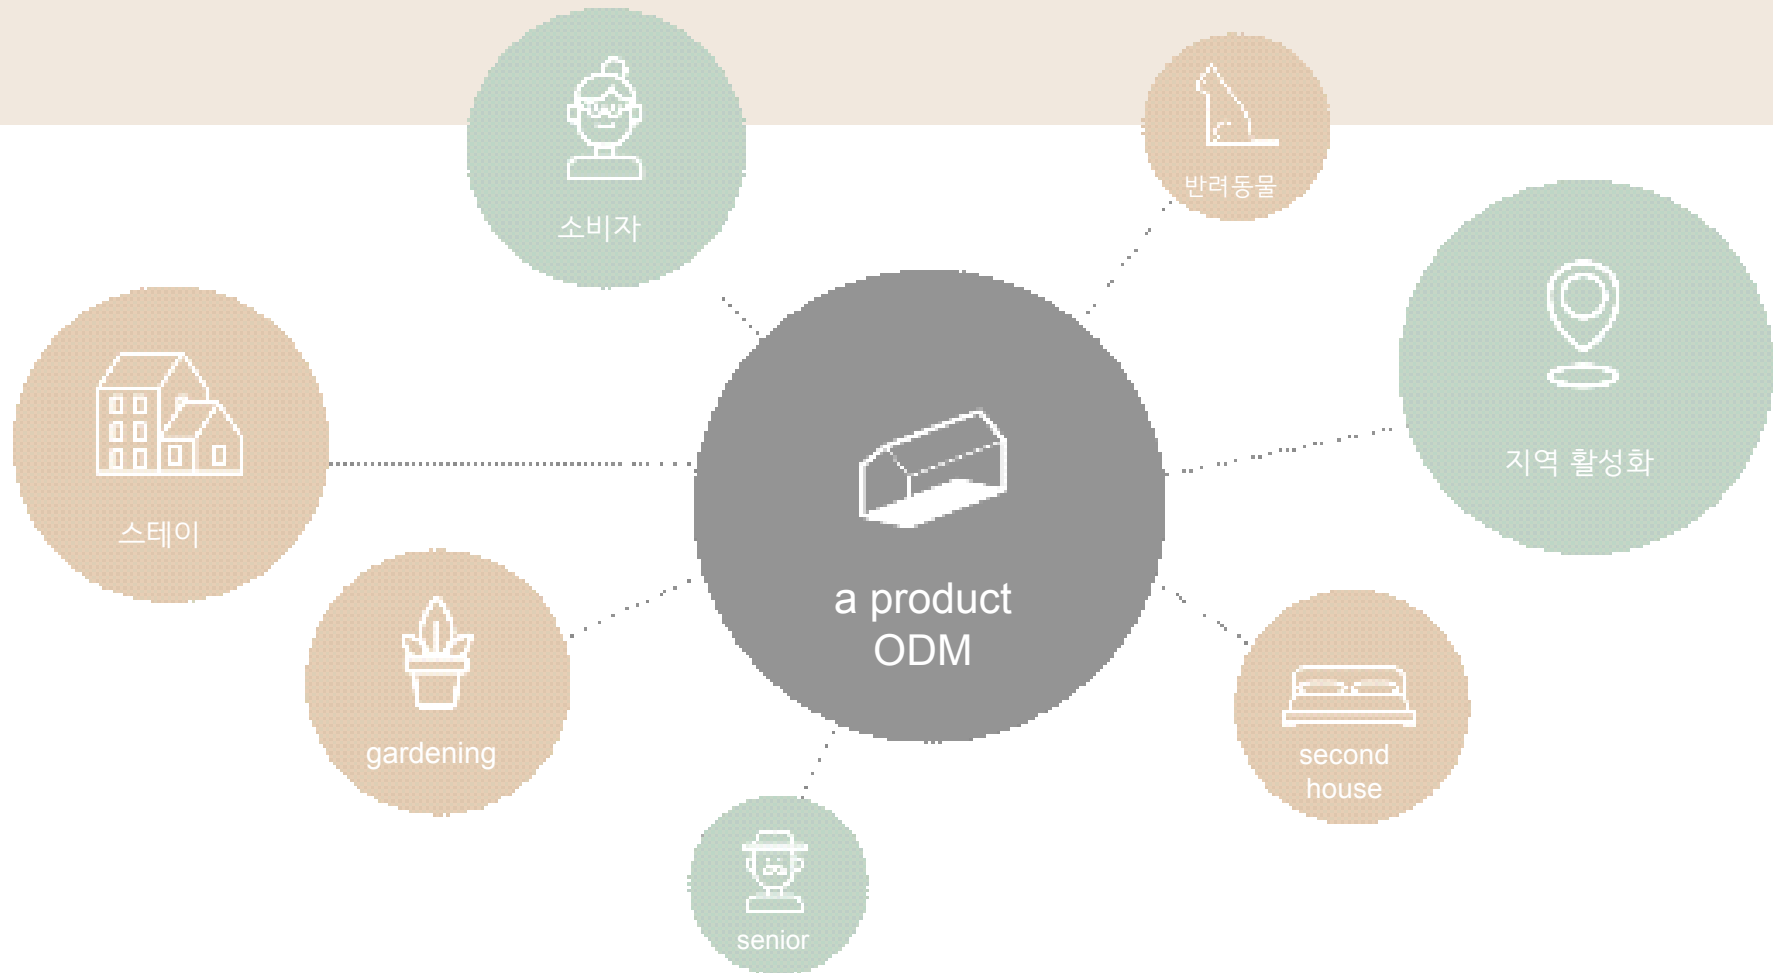 소비자
반려동물
스테이
지역 활성화
a product
ODM
gardening
second
house
senior